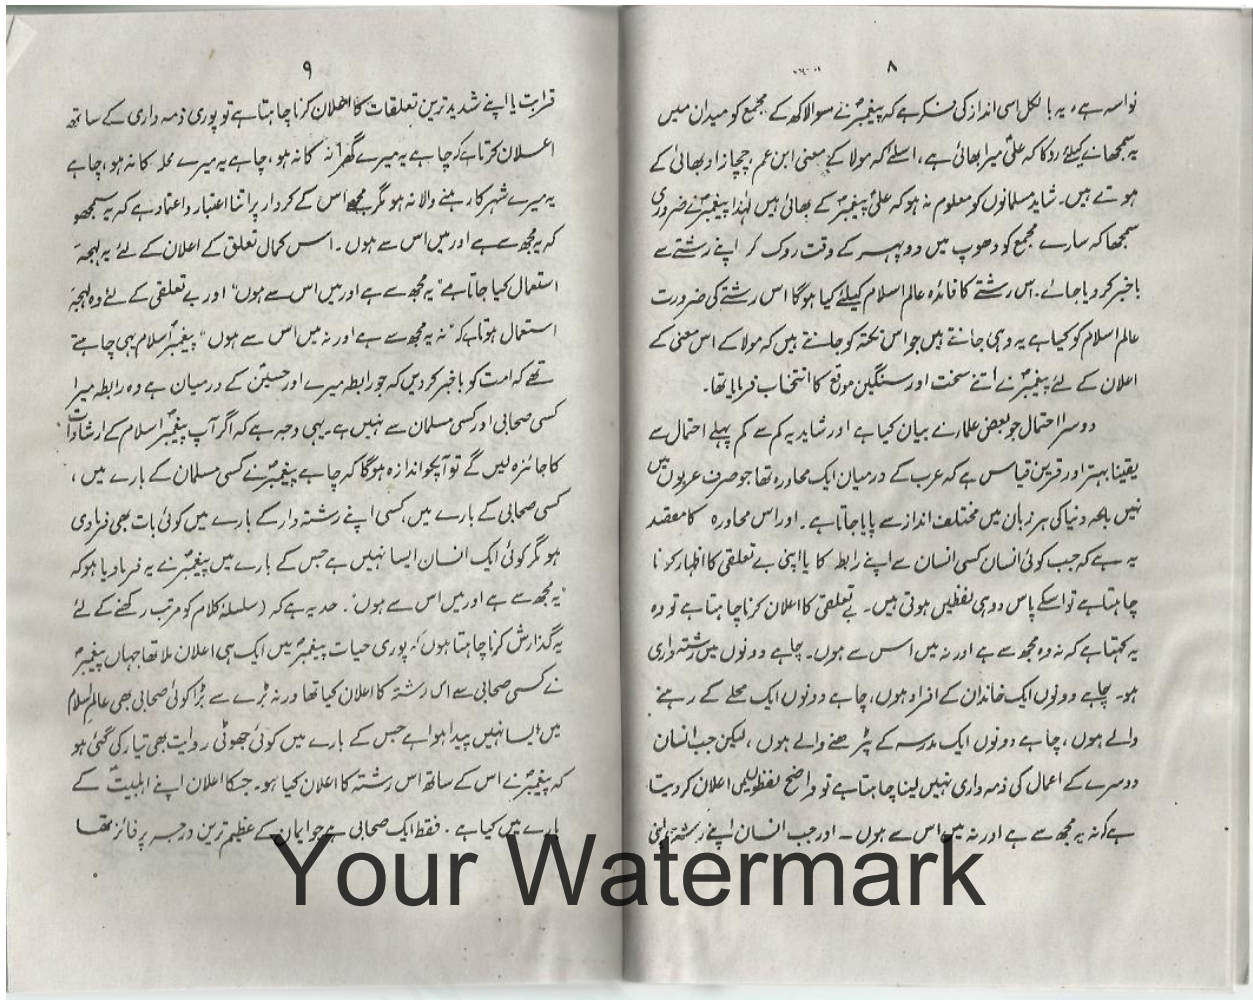 ۸
نواسہ ہے، یہ بالکل اسی انداز کی فکر ہے کہ پیغمبرؐ نے سوا لاکھ کے مجمع کو میدان میں
یہ سمجھانے کیلئے روکا کہ علیؑ میرا بھائی ہے، اسلئے کہ مولا کے معنی ابن عم، چچازاد بھائی کے
ہوتے ہیں۔ شاید مسلمانوں کو معلوم نہ ہو کہ علیؑ پیغمبرؐ کے بھائی ہیں لہٰذا پیغمبرؐ نے ضروری
سمجھا کہ سارے مجمع کو دھوپ میں دوپہر کے وقت روک کر اپنے رشتے سے
باخبر کر دیا جائے۔ اس رشتے کا فائدہ عالم اسلام کیلئے کیا ہوگا اس رشتے کی ضرورت
عالم اسلام کو کیا ہے یہ وہی جانتے ہیں جو اس نکتہ کو جانتے ہیں کہ مولا کے اس معنی کے
اعلان کے لئے پیغمبرؐ نے اتنے سخت اور سنگین موقع کا انتخاب فرمایا تھا۔
دوسرا احتمال جو بعض علماء نے بیان کیا ہے اور شاید یہ کم سے کم پہلے احتمال سے
یقینا بہتر اور قرین قیاس ہے کہ عرب کے درمیان ایک محاورہ تھا جو صرف عربوں میں
نہیں بلکہ دنیا کی ہر زبان میں مختلف انداز سے پایا جاتا ہے۔ اور اس محاورہ کا مقصد
یہ ہے کہ جب کوئی انسان کسی انسان سے اپنے رابطہ کا یا اپنی بے تعلقی کا اظہار کرنا
چاہتا ہے تو اسکے پاس دو ہی لفظیں ہوتی ہیں۔ بے تعلقی کا اعلان کرنا چاہتا ہے تو وہ
یہ کہتا ہے کہ نہ وہ مجھ سے ہے اور نہ میں اس سے ہوں۔ چاہے دونوں میں رشتہ داری
ہو۔ چاہے دونوں ایک خاندان کے افراد ہوں، چاہے دونوں ایک محلے کے رہنے
والے ہوں، چاہے دونوں ایک مدرسہ کے پڑھنے والے ہوں، لیکن جب انسان
دوسرے کے اعمال کی ذمہ داری نہیں لینا چاہتا ہے تو واضح لفظوں میں اعلان کر دیتا
ہے کہ نہ یہ مجھ سے ہے اور نہ میں اس سے ہوں۔ اور جب انسان اپنے رشتہ اپنی
۹
قرابت یا اپنے شدید ترین تعلقات کا اعلان کرنا چاہتا ہے تو پوری ذمہ داری کے ساتھ
اعلان کرتا ہے کہ چاہے یہ میرے گھرانہ کا نہ ہو، چاہے یہ میرے محلہ کا نہ ہو، چاہے
یہ میرے شہر کا رہنے والا نہ ہو مگر مجھے اس کے کردار پر اتنا اعتبار و اعتماد ہے کہ یہ سمجھو
کہ یہ مجھ سے ہے اور میں اس سے ہوں۔ اس کمال تعلق کے اعلان کے لئے یہ لہجہ
استعمال کیا جاتا ہے "یہ مجھ سے ہے اور میں اس سے ہوں" اور بے تعلقی کے لئے وہ لہجہ
استعمال ہوتا ہے کہ "نہ یہ مجھ سے ہے اور نہ میں اس سے ہوں" پیغمبرؐ اسلام یہی چاہتے
تھے کہ امت کو باخبر کر دیں کہ جو رابطہ میرے اور حسینؑ کے درمیان ہے وہ رابطہ میرا
کسی صحابی اور کسی مسلمان سے نہیں ہے۔ یہی وجہ ہے کہ اگر آپ پیغمبرؐ اسلام کے ارشادات
کا جائزہ لیں گے تو آپکو اندازہ ہوگا کہ چاہے پیغمبرؐ نے کسی مسلمان کے بارے میں،
کسی صحابی کے بارے میں، کسی اپنے رشتہ دار کے بارے میں کوئی بات بھی فرما دی
ہو مگر کوئی ایک انسان ایسا نہیں ہے جس کے بارے میں پیغمبرؐ نے یہ فرما دیا ہو کہ
"یہ مجھ سے ہے اور میں اس سے ہوں"۔ حد یہ ہے کہ (سلسلۂ کلام کو مرتب رکھنے کے لئے
یہ گذارش کرنا چاہتا ہوں کہ) پوری حیات پیغمبرؐ میں ایک ہی اعلان ملا تھا جہاں پیغمبرؐ
نے کسی صحابی سے اس رشتہ کا اعلان کیا تھا ورنہ بڑے سے بڑا کوئی صحابی بھی عالم اسلام
میں ایسا نہیں پیدا ہوا ہے جس کے بارے میں کوئی جھوٹی روایت بھی تیار کی گئی ہو
کہ پیغمبرؐ نے اس کے ساتھ اس رشتہ کا اعلان کیا ہو۔ جسکا اعلان اپنے اہلبیتؑ کے
بارے میں کیا ہے۔ فقط ایک صحابی ہے جو ایمان کے عظیم ترین درجہ پر فائز تھا
Your Watermark